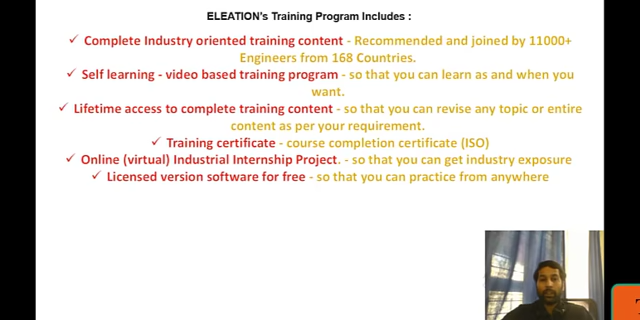 ELEATION's Training Program Includes :
✓ Complete Industry oriented training content - Recommended and joined by 11000+
Engineers from 168 Countries.
✓ Self learning - video based training program - so that you can learn as and when you
want.
✓ Lifetime access to complete training content - so that you can revise any topic or entire
content as per your requirement.
✓ Training certificate - course completion certificate (ISO)
✓ Online (virtual) Industrial Internship Project. - so that you can get industry exposure
✓ Licensed version software for free - so that you can practice from anywhere